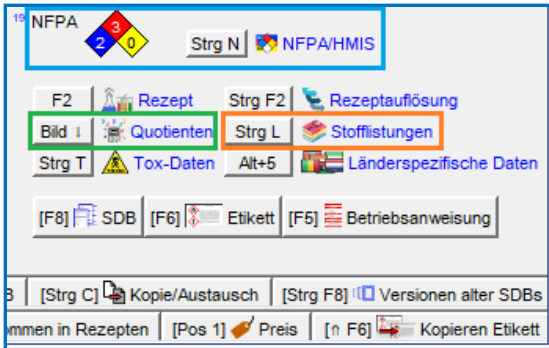 19 NFPA
3
2 0
Strg N NFPA/HMIS
F2 Rezept Strg F2 Rezeptauflösung
Bild ↓ Quotienten Strg L Stofflistungen
Strg T Tox-Daten Alt+5 Länderspezifische Daten
[F8] SDB [F6] Etikett [F5] Betriebsanweisung
[Strg C] Kopie/Austausch [Strg F8] Versionen alter SDBs
mmen in Rezepten [Pos 1] Preis [⇑ F6] Kopieren Etikett